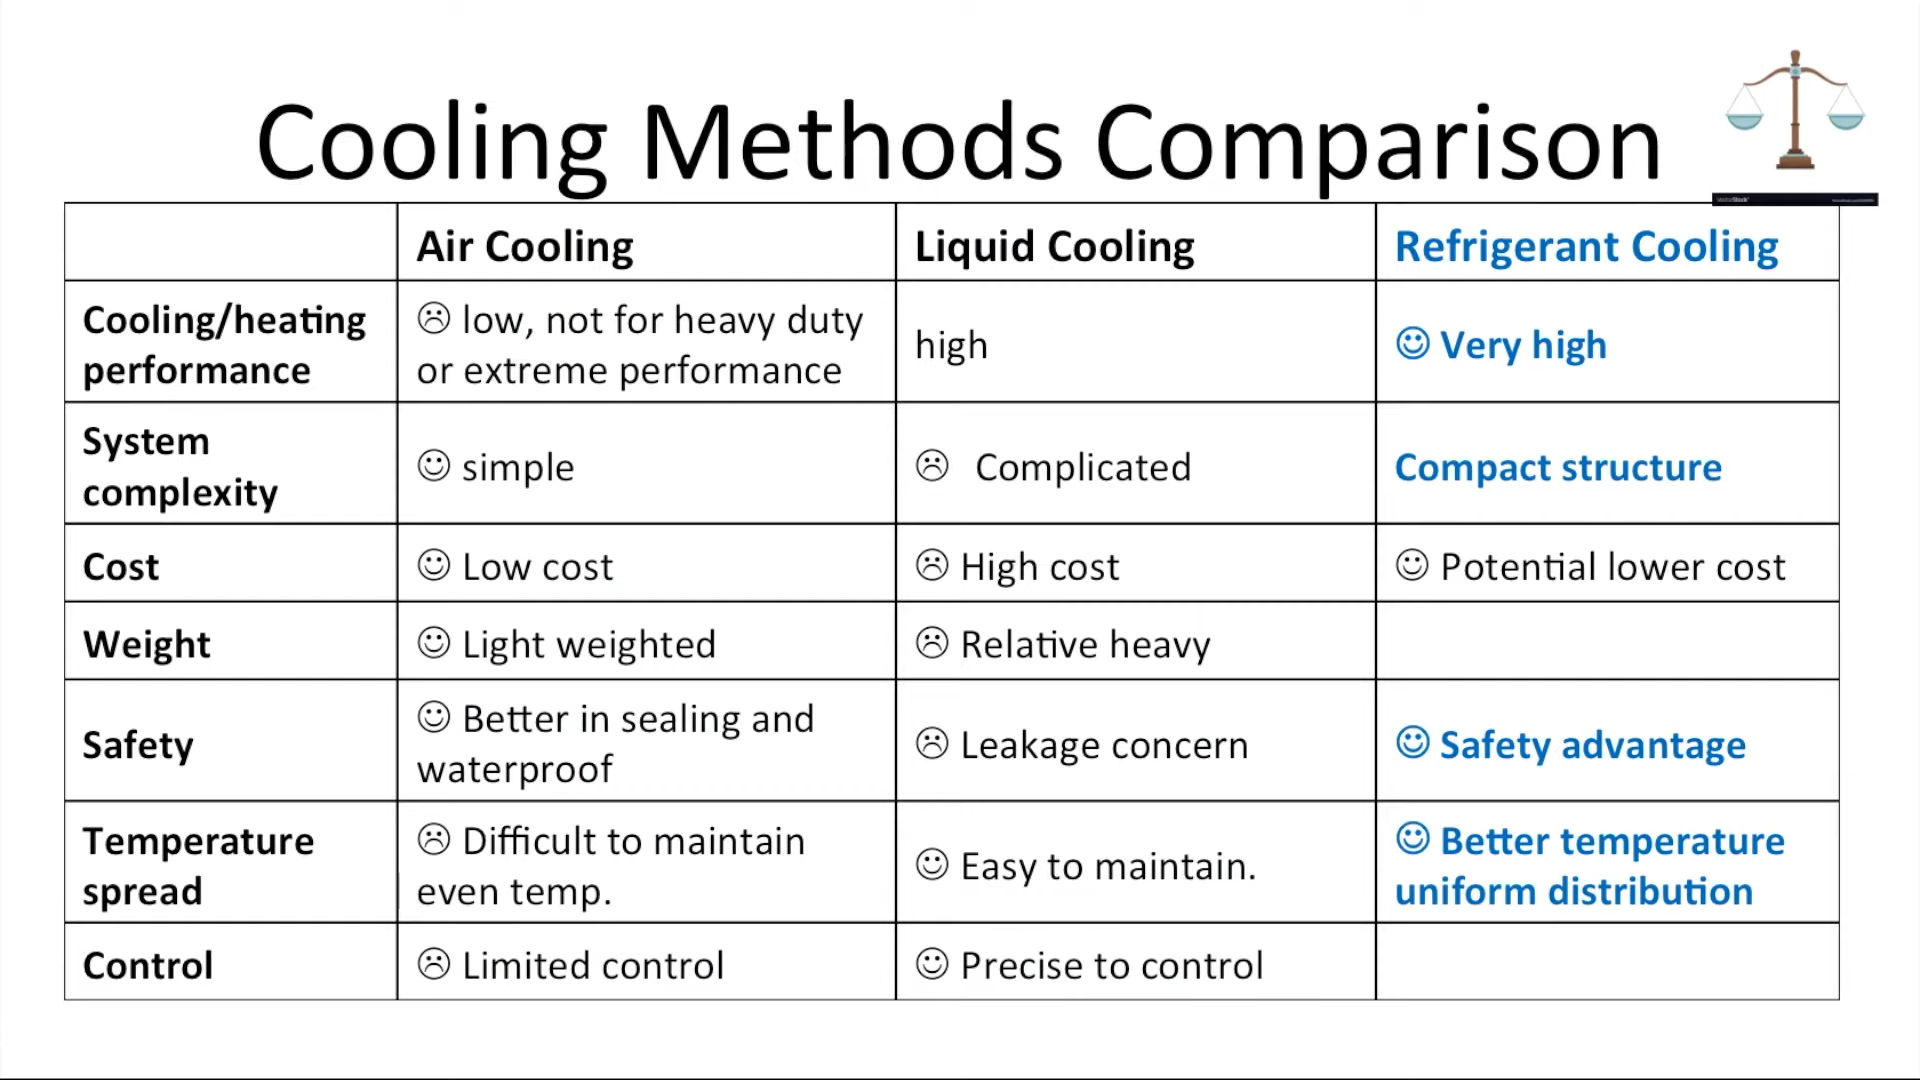 Cooling Methods Comparison
Air Cooling
Liquid Cooling
Refrigerant Cooling
Cooling/heating
performance
☹ low, not for heavy duty
or extreme performance
high
☺ Very high
System
complexity
☺ simple
☹ Complicated
Compact structure
Cost
☺ Low cost
☹ High cost
☺ Potential lower cost
Weight
☺ Light weighted
☹ Relative heavy
Safety
☺ Better in sealing and
waterproof
☹ Leakage concern
☺ Safety advantage
Temperature
spread
☹ Difficult to maintain
even temp.
☺ Easy to maintain.
☺ Better temperature
uniform distribution
Control
☹ Limited control
☺ Precise to control